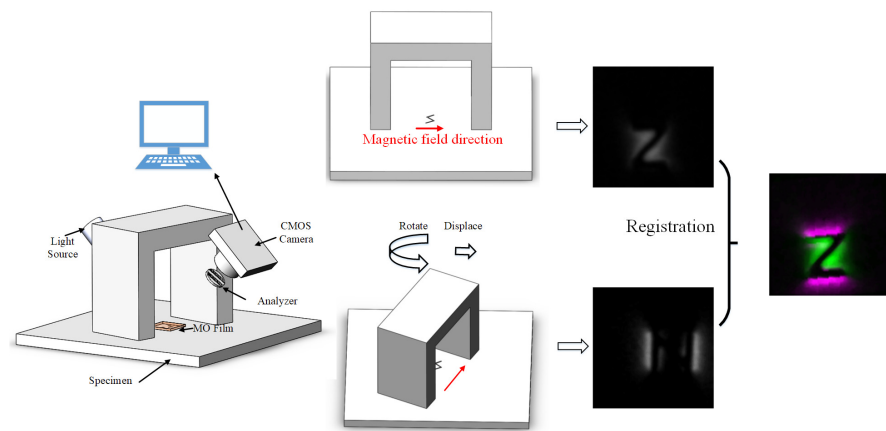 Light
Source
CMOS
Camera
Analyzer
MO Film
Specimen
Magnetic field direction
Rotate
Displace
Registration